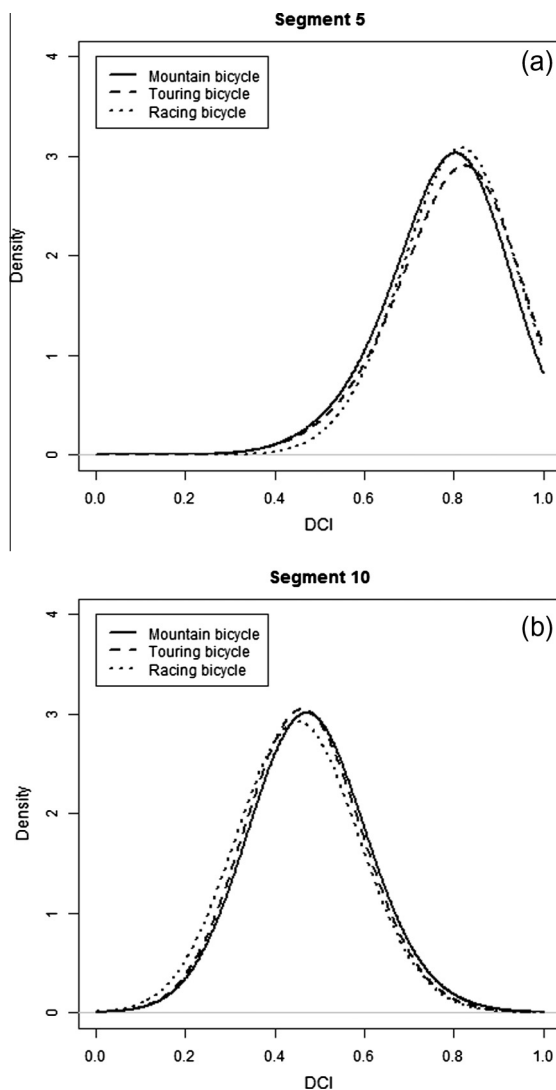 Segment 5
(a)
Mountain bicycle
Touring bicycle
Racing bicycle
Density
4
3
2
1
0
0.0 0.2 0.4 0.6 0.8 1.0
DCI
Segment 10
(b)
Mountain bicycle
Touring bicycle
Racing bicycle
Density
4
3
2
1
0
0.0 0.2 0.4 0.6 0.8 1.0
DCI